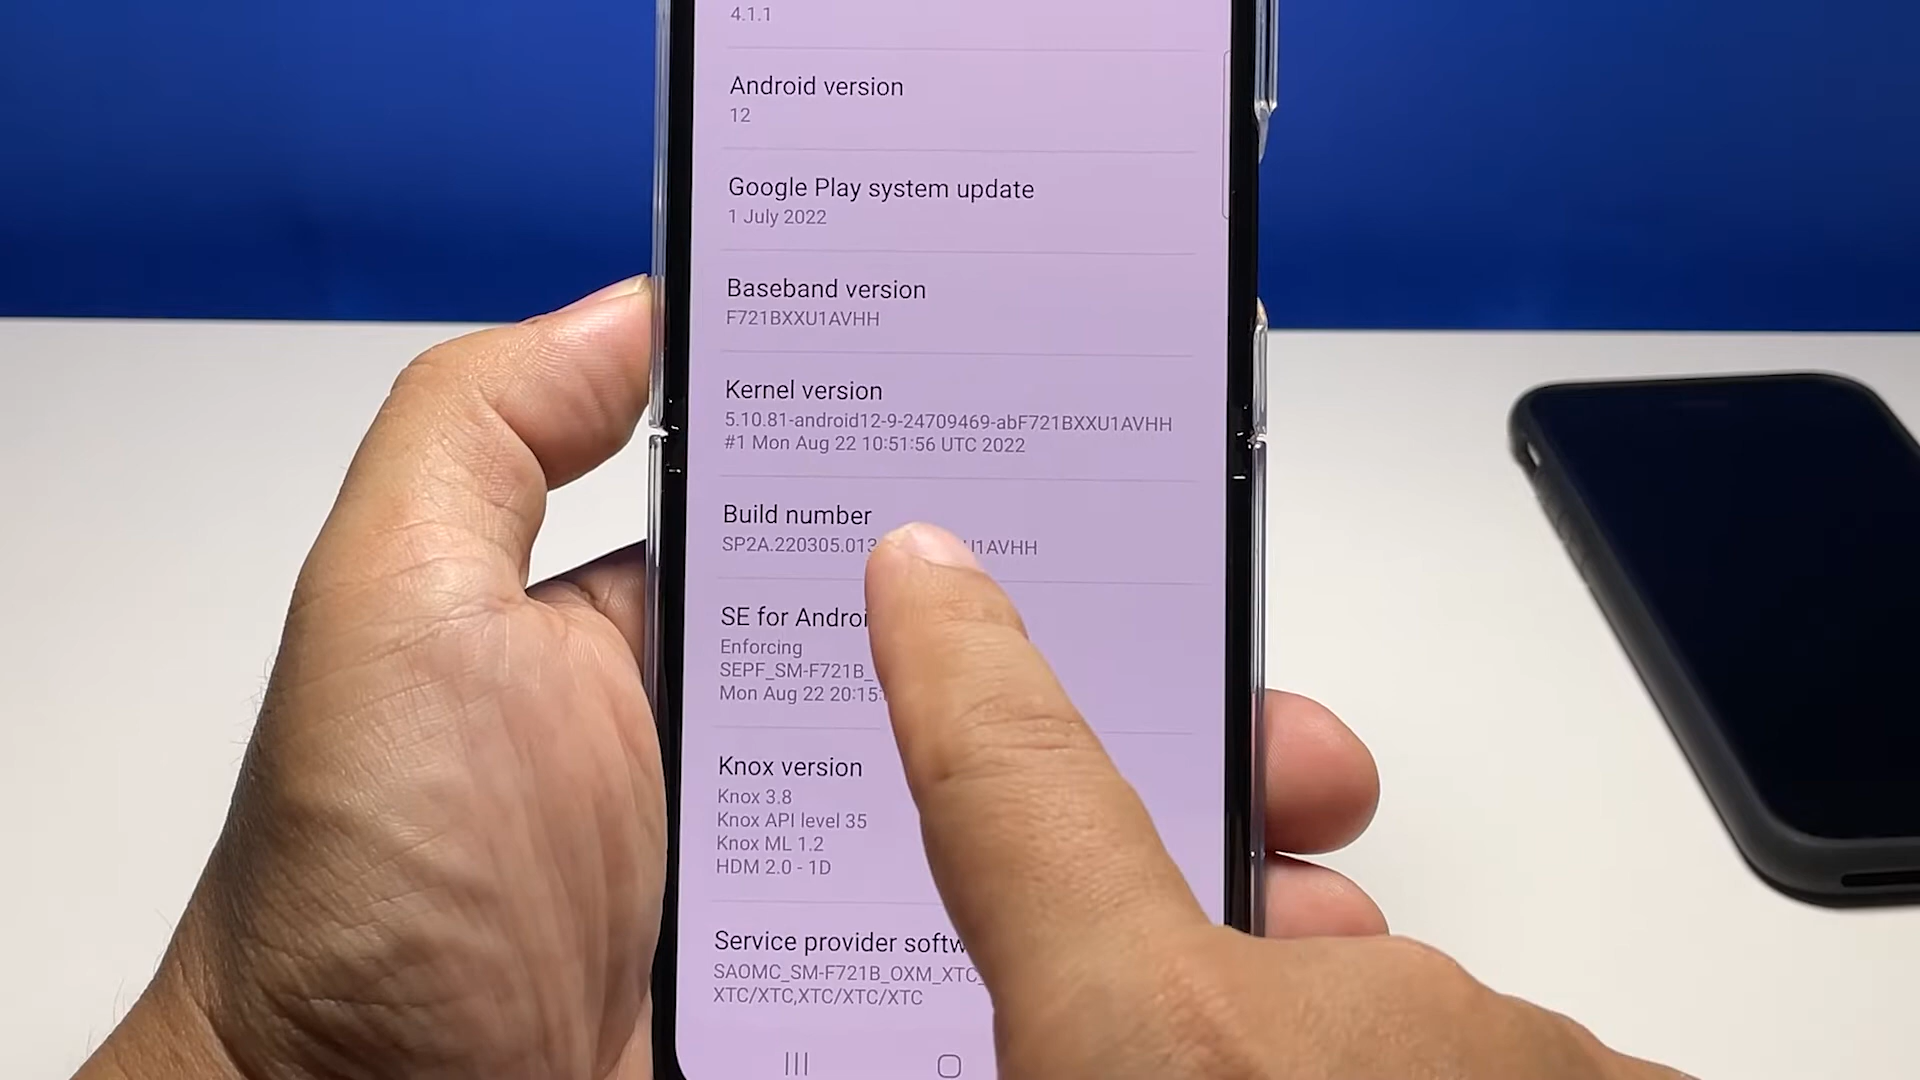 4.1.1
Android version
12
Google Play system update
1 July 2022
Baseband version
F721BXXU1AVHH
Kernel version
5.10.81-android12-9-24709469-abF721BXXU1AVHH
#1 Mon Aug 22 10:51:56 UTC 2022
Build number
SP2A.220305.013 U1AVHH
SE for Androi
Enforcing
SEPF_SM-F721B_
Mon Aug 22 20:15:
Knox version
Knox 3.8
Knox API level 35
Knox ML 1.2
HDM 2.0 - 1D
Service provider softw
SAOMC_SM-F721B_OXM_XTC_
XTC/XTC,XTC/XTC/XTC